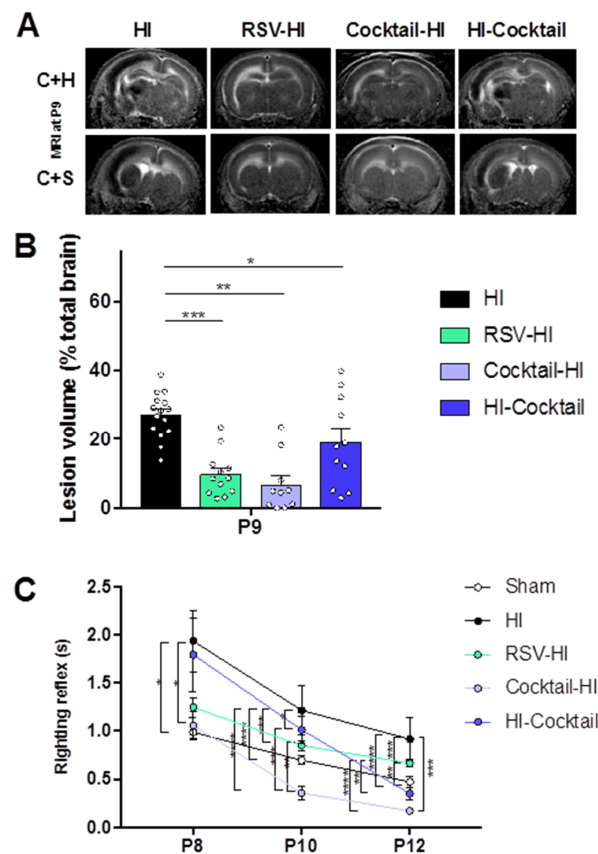 A
HI RSV-HI Cocktail-HI HI-Cocktail
C+H
MRI at P9
C+S
B
Lesion volume (% total brain)
60
40
20
0
*
**
***
P9
HI
RSV-HI
Cocktail-HI
HI-Cocktail
C
Righting reflex (s)
2.5
2.0
1.5
1.0
0.5
0.0
P8 P10 P12
Sham
HI
RSV-HI
Cocktail-HI
HI-Cocktail